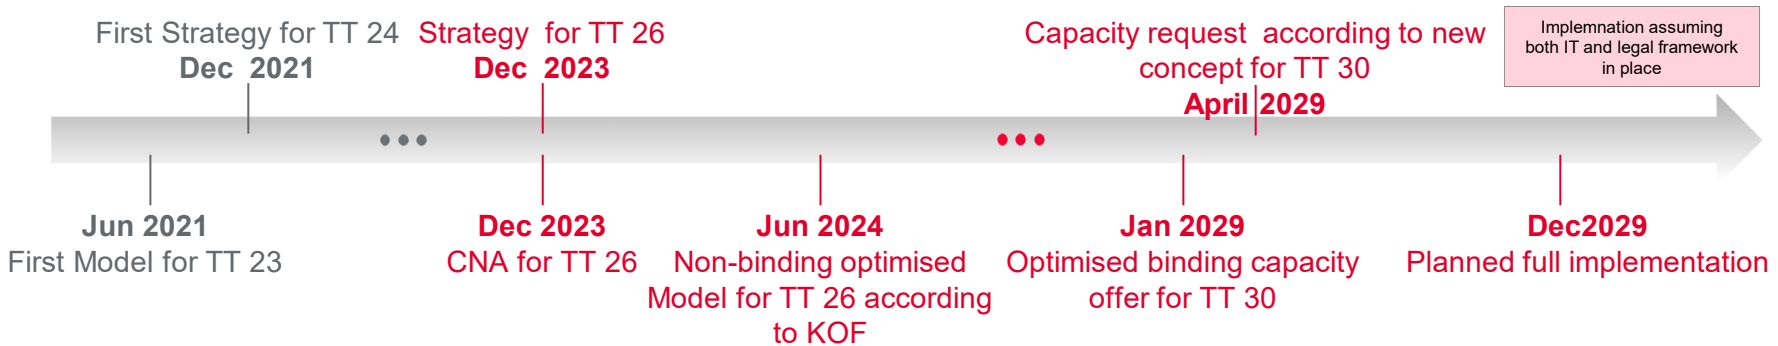 First Strategy for TT 24
Dec 2021
Strategy for TT 26
Dec 2023
Capacity request according to new
concept for TT 30
April 2029
Implemnation assuming
both IT and legal framework
in place
Jun 2021
First Model for TT 23
Dec 2023
CNA for TT 26
Jun 2024
Non-binding optimised
Model for TT 26 according
to KOF
Jan 2029
Optimised binding capacity
offer for TT 30
Dec2029
Planned full implementation